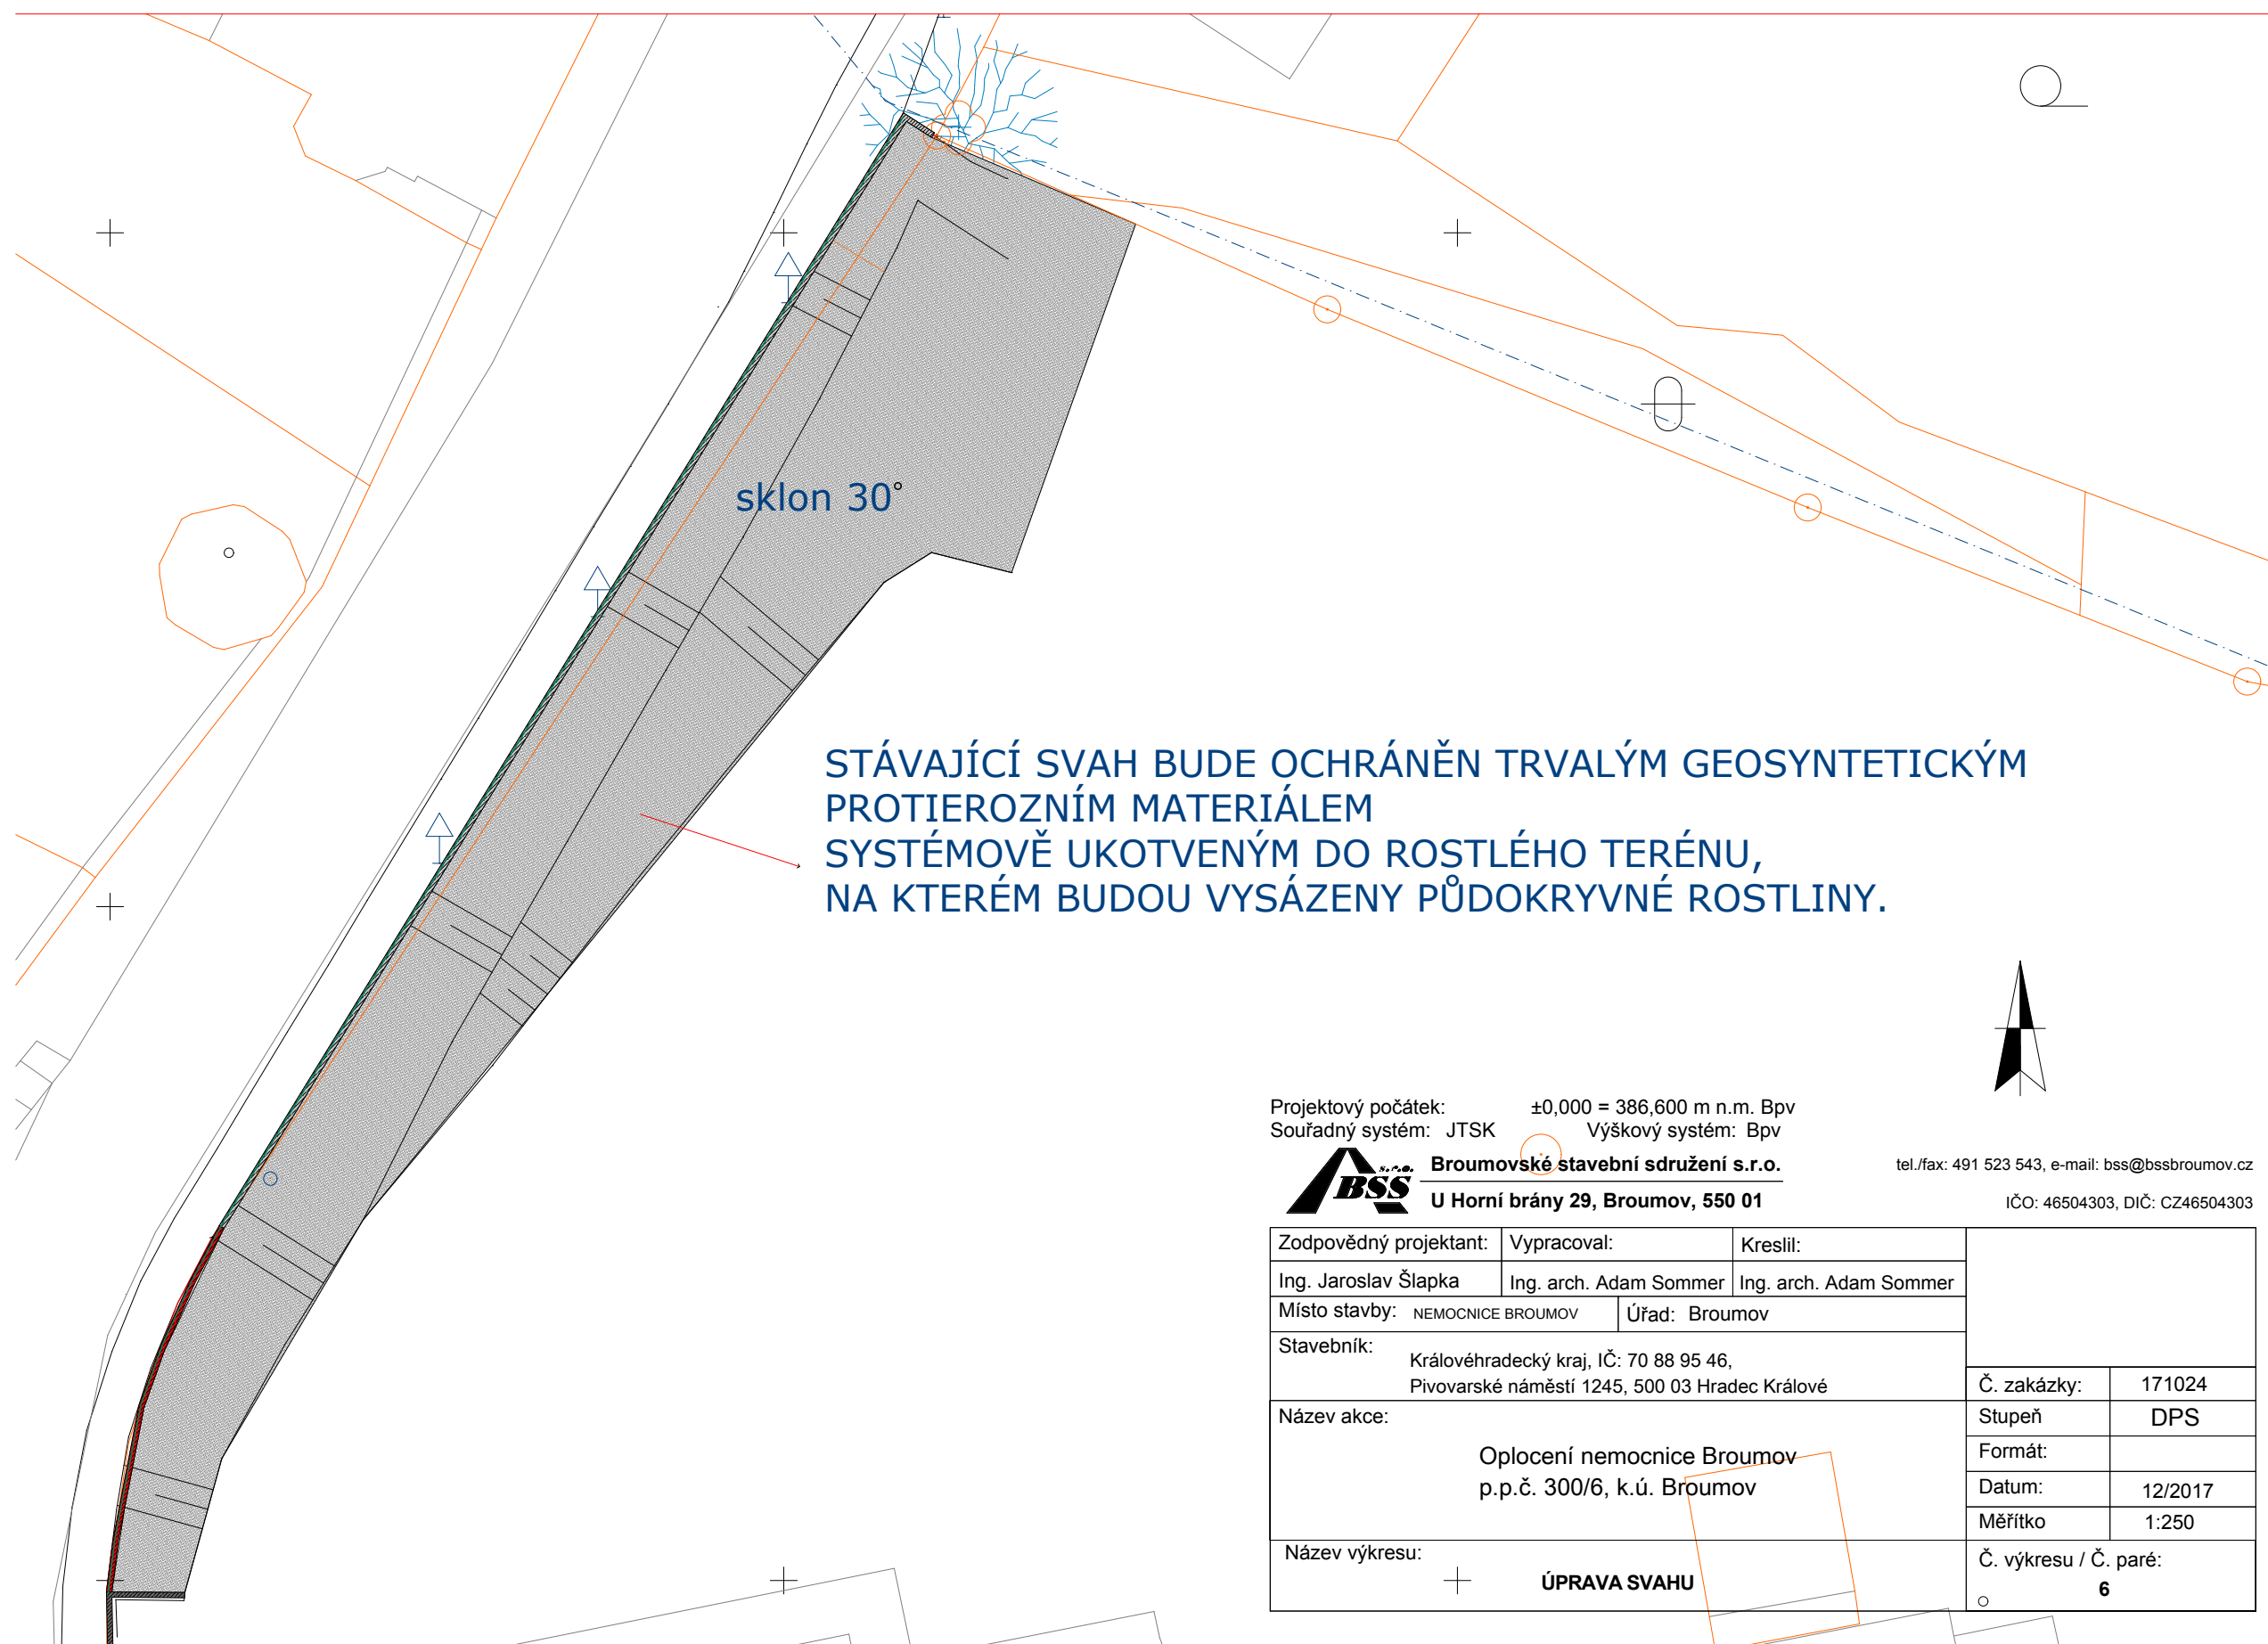 sklon 30°
STÁVAJÍCÍ SVAH BUDE OCHRÁNĚN TRVALÝM GEOSYNTETICKÝM
PROTIEROZNÍM MATERIÁLEM
SYSTÉMOVĚ UKOTVENÝM DO ROSTLÉHO TERÉNU,
NA KTERÉM BUDOU VYSÁZENY PŮDOKRYVNÉ ROSTLINY.
Projektový počátek: ±0,000 = 386,600 m n.m. Bpv
Souřadný systém: JTSK Výškový systém: Bpv
s.r.o.
BSS
Broumovské stavební sdružení s.r.o.
U Horní brány 29, Broumov, 550 01
tel./fax: 491 523 543, e-mail: bss@bssbroumov.cz
IČO: 46504303, DIČ: CZ46504303
Zodpovědný projektant: Vypracoval: Kreslil:
Ing. Jaroslav Šlapka Ing. arch. Adam Sommer Ing. arch. Adam Sommer
Místo stavby: NEMOCNICE BROUMOV Úřad: Broumov
Stavebník:
Královéhradecký kraj, IČ: 70 88 95 46,
Pivovarské náměstí 1245, 500 03 Hradec Králové
Č. zakázky: 171024
Název akce:
Oplocení nemocnice Broumov
p.p.č. 300/6, k.ú. Broumov
Stupeň DPS
Formát:
Datum: 12/2017
Měřítko 1:250
Název výkresu:
ÚPRAVA SVAHU
Č. výkresu / Č. paré:
6